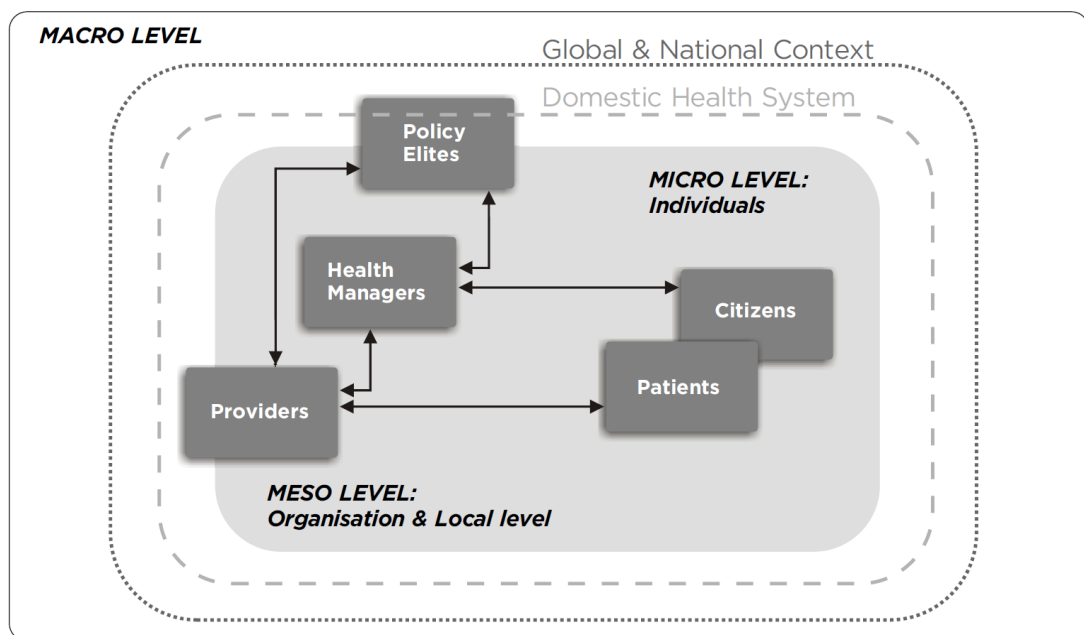 MACRO LEVEL
Global & National Context
Domestic Health System
Policy
Elites
MICRO LEVEL:
Individuals
Health
Managers
Citizens
Patients
Providers
MESO LEVEL:
Organisation & Local level